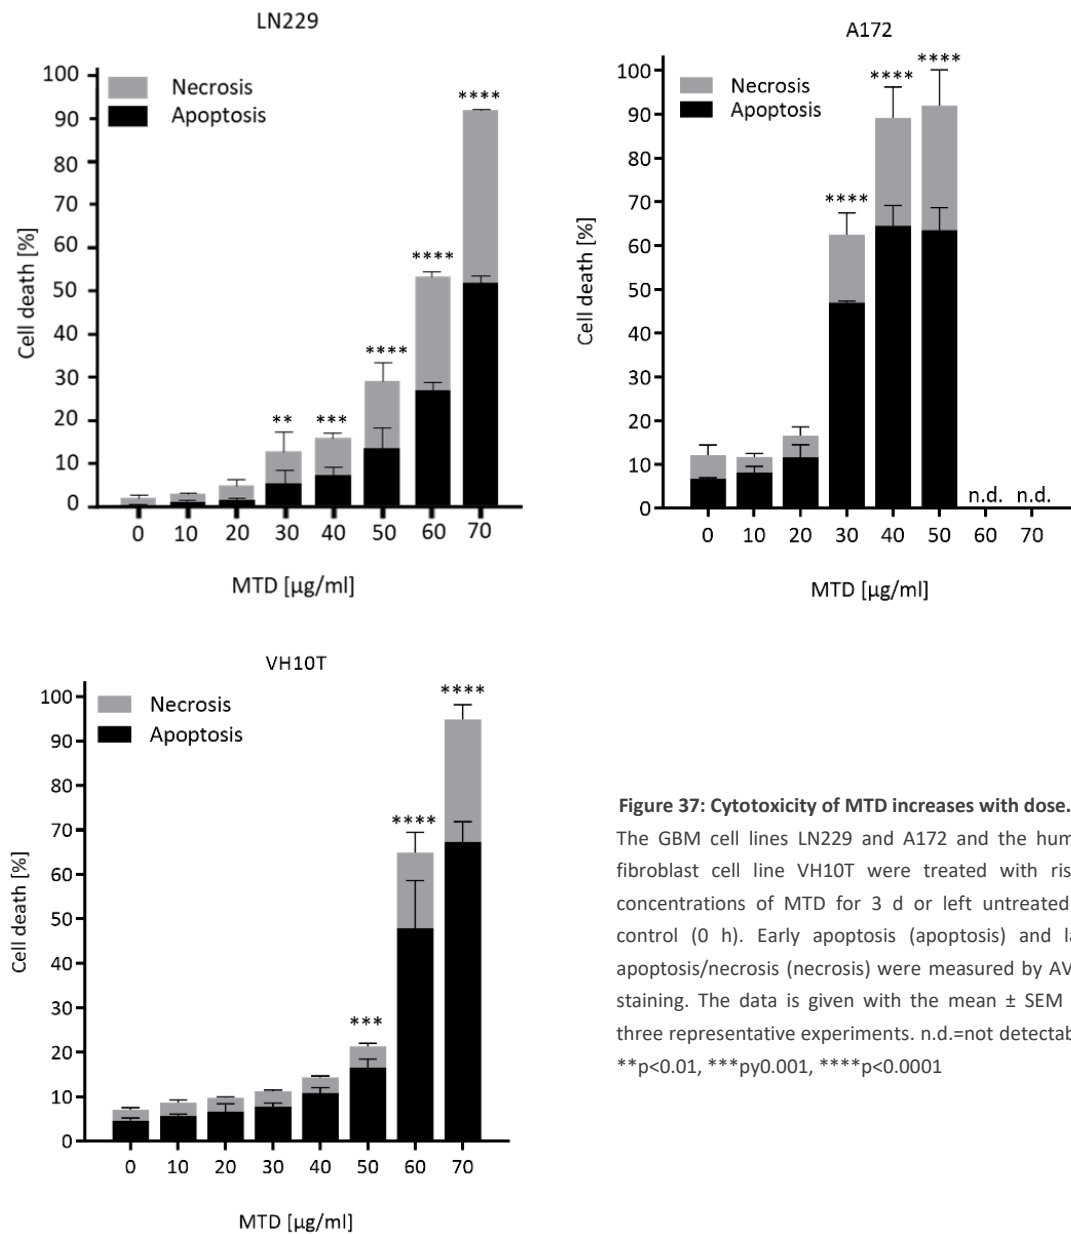 LN229
100
90
80
70
60
50
40
30
20
10
0
Cell death [%]
Necrosis
Apoptosis
**
***
****
****
****
0 10 20 30 40 50 60 70
MTD [µg/ml]
A172
100
90
80
70
60
50
40
30
20
10
0
Cell death [%]
Necrosis
Apoptosis
****
****
****
n.d. n.d.
0 10 20 30 40 50 60 70
MTD [µg/ml]
VH10T
100
90
80
70
60
50
40
30
20
10
0
Cell death [%]
Necrosis
Apoptosis
***
****
****
0 10 20 30 40 50 60 70
MTD [µg/ml]
Figure 37: Cytotoxicity of MTD increases with dose.
The GBM cell lines LN229 and A172 and the hum
fibroblast cell line VH10T were treated with ris
concentrations of MTD for 3 d or left untreated
control (0 h). Early apoptosis (apoptosis) and la
apoptosis/necrosis (necrosis) were measured by AV
staining. The data is given with the mean ± SEM
three representative experiments. n.d.=not detectab
**p<0.01, ***py0.001, ****p<0.0001